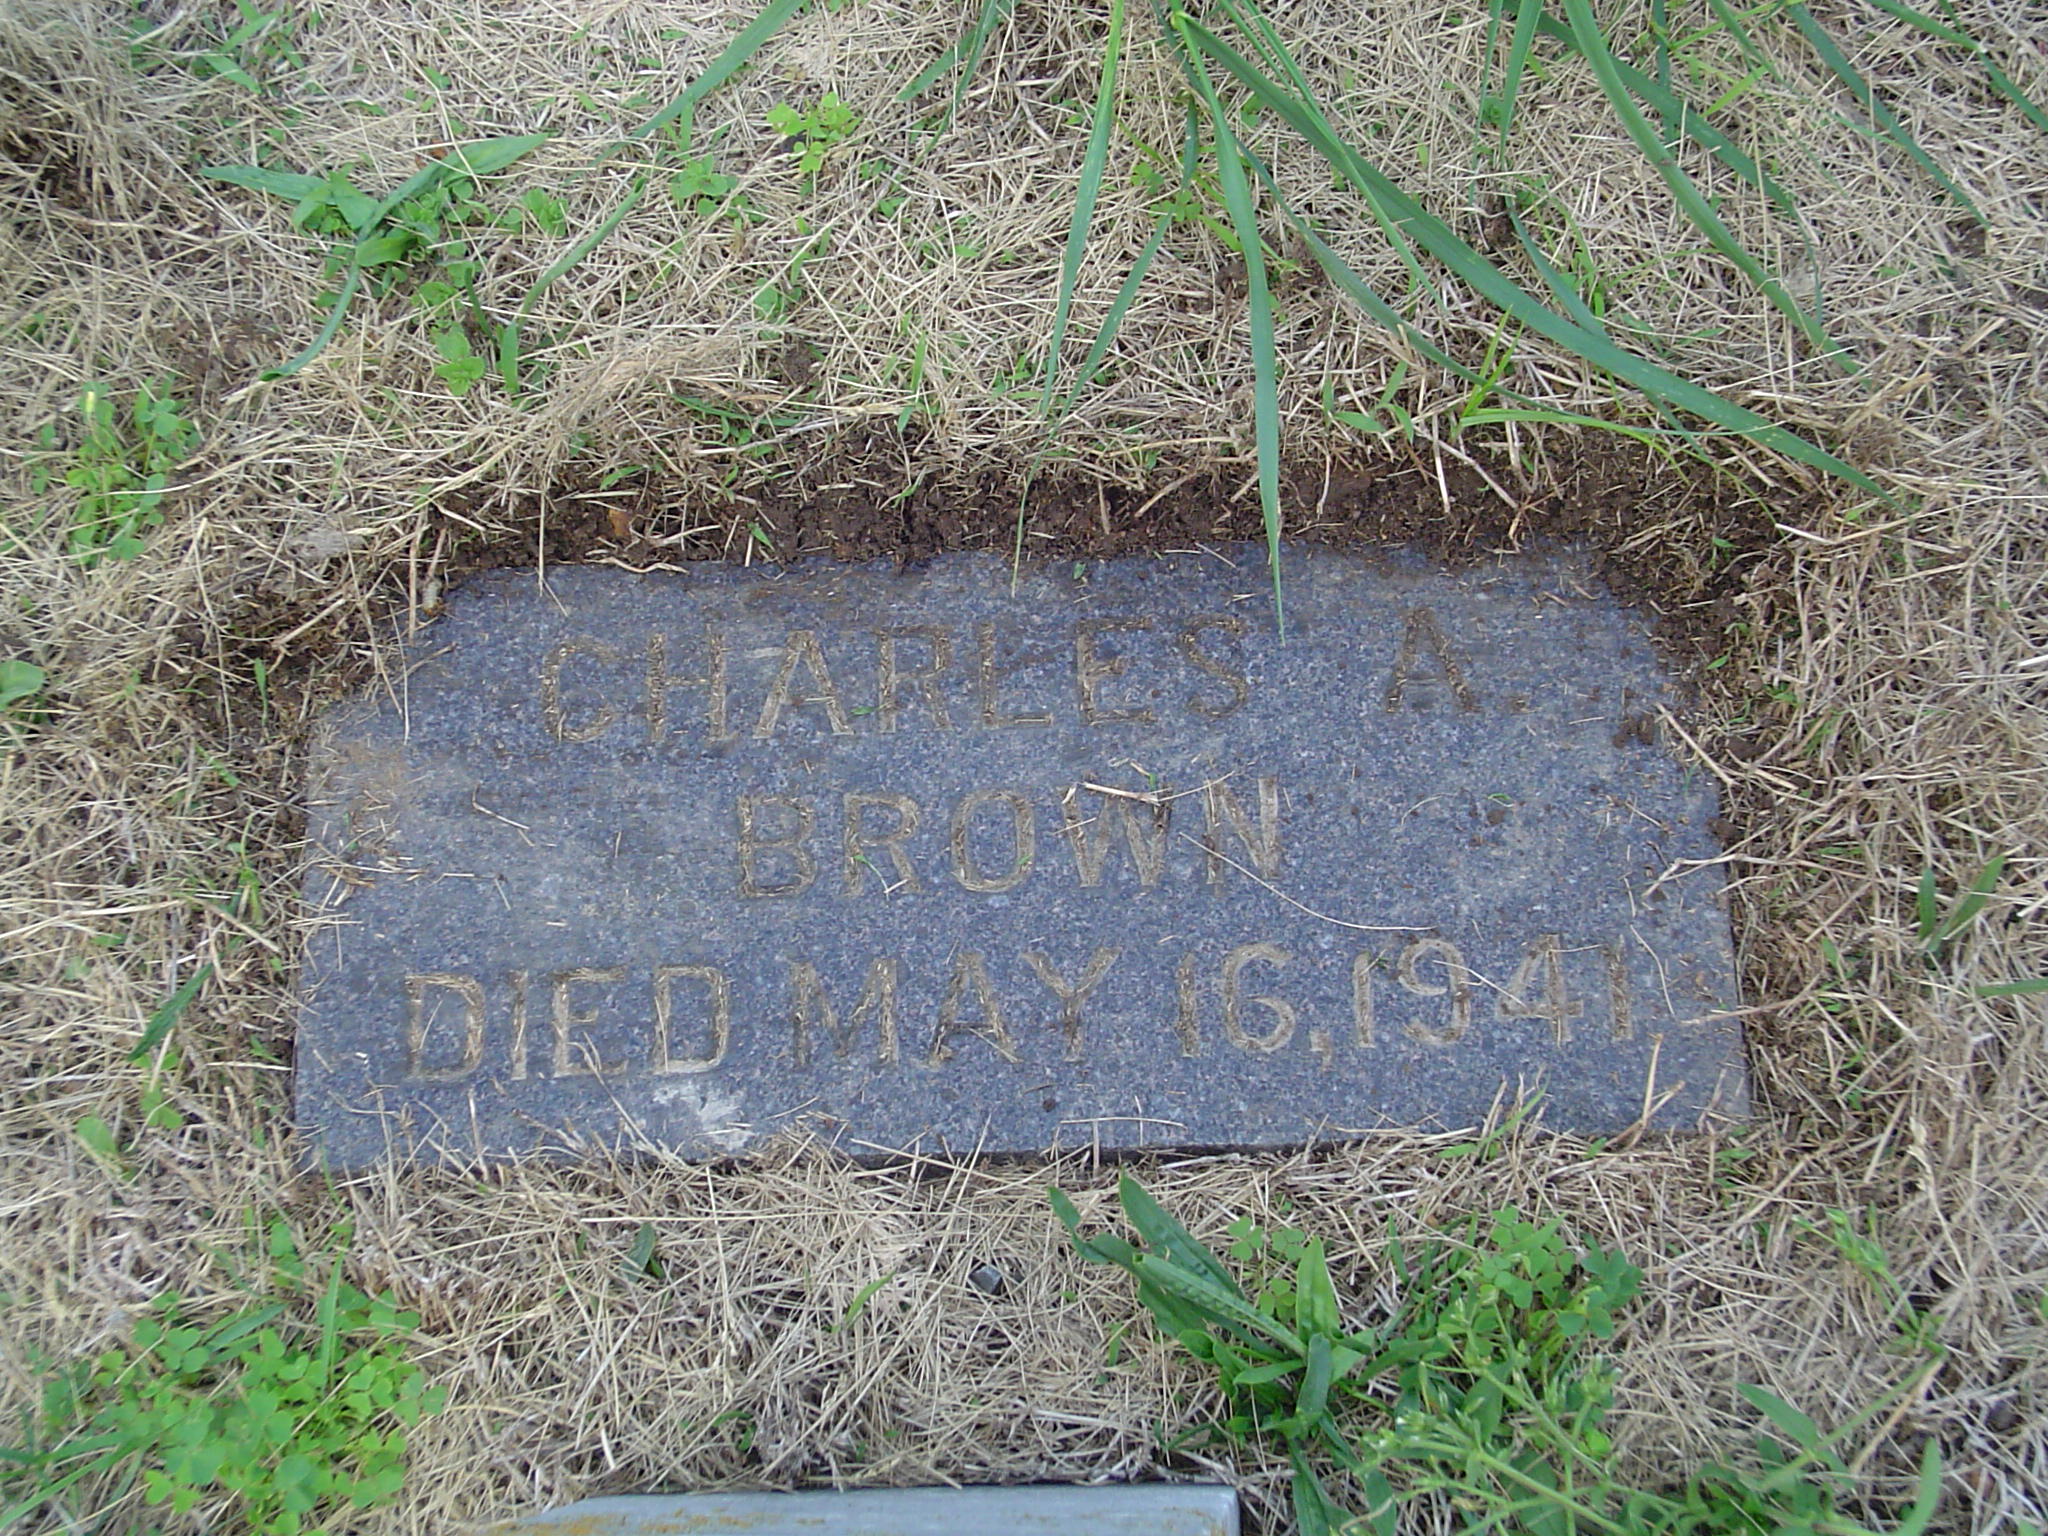 CHARLES A.
BROWN
DIED MAY 16, 1941